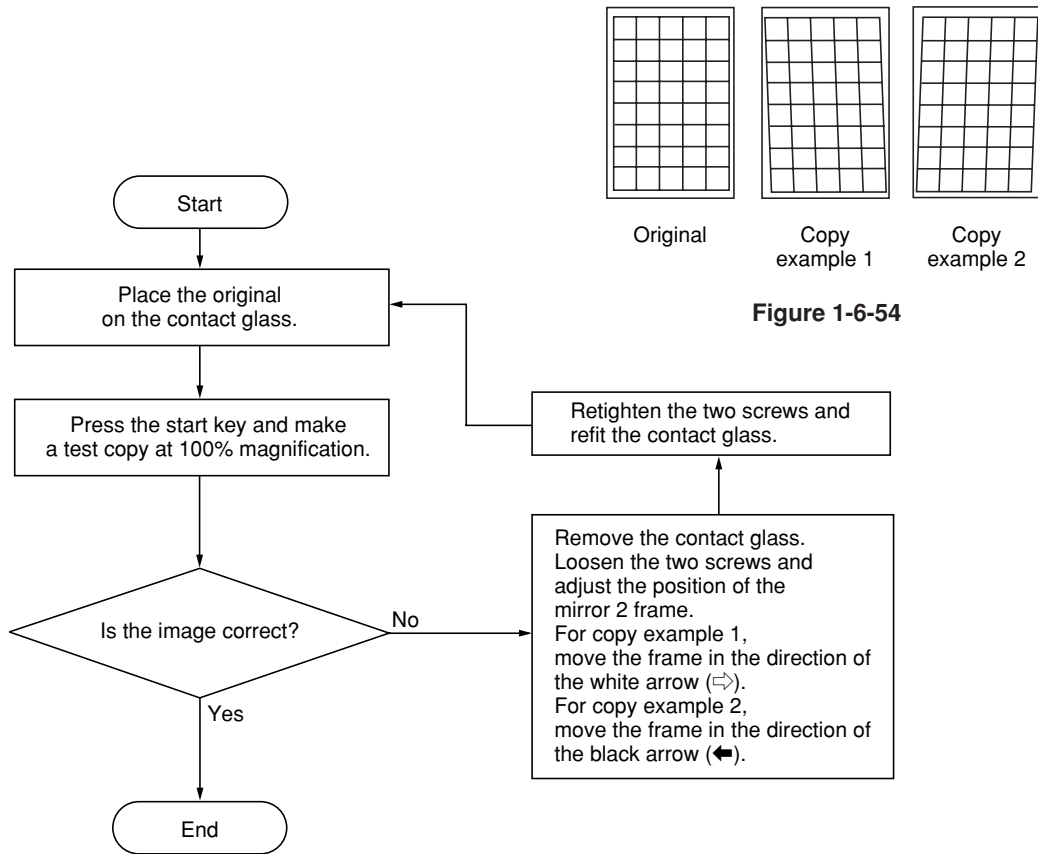 Original
Copy
example 1
Copy
example 2
Figure 1-6-54
Start
Place the original
on the contact glass.
Press the start key and make
a test copy at 100% magnification.
Is the image correct?
No
Yes
End
Remove the contact glass.
Loosen the two screws and
adjust the position of the
mirror 2 frame.
For copy example 1,
move the frame in the direction of
the white arrow (⇨).
For copy example 2,
move the frame in the direction of
the black arrow (⬅).
Retighten the two screws and
refit the contact glass.